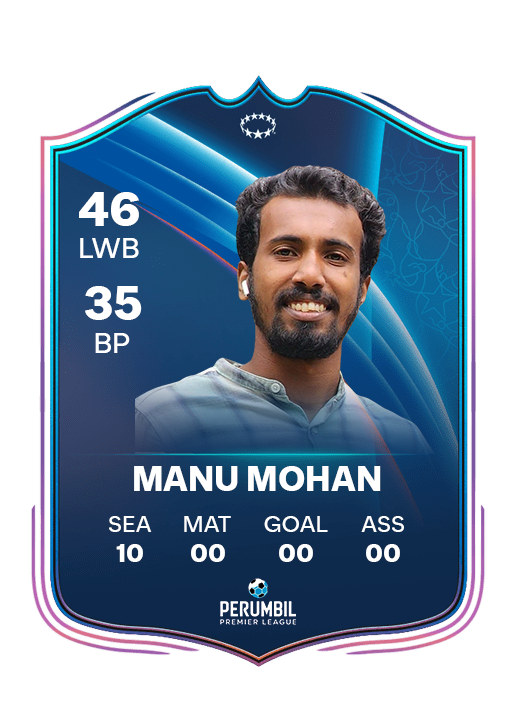 46
LWB
35
BP
MANU MOHAN
SEA MAT GOAL ASS
10 00 00 00
PERUMBIL
PREMIER LEAGUE